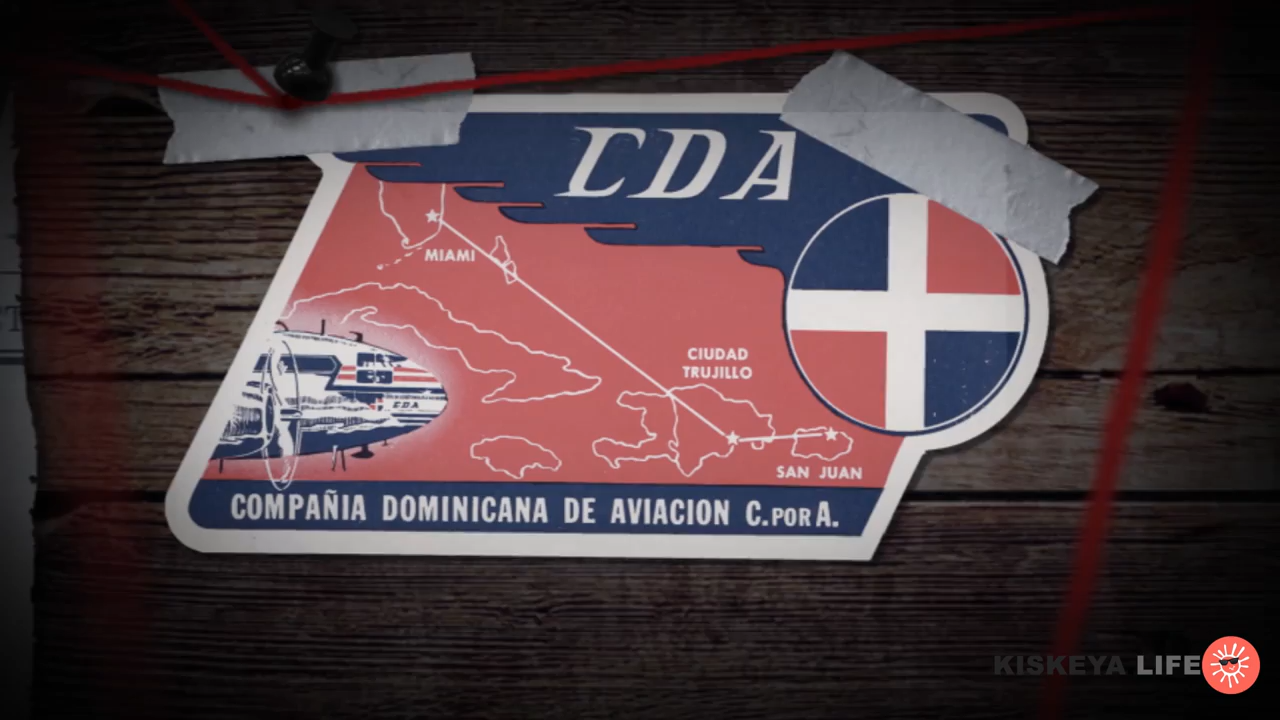 CDA
MIAMI
CIUDAD
TRUJILLO
CDA
SAN JUAN
COMPAÑIA DOMINICANA DE AVIACION C. POR A.
KISKEYA LIFE